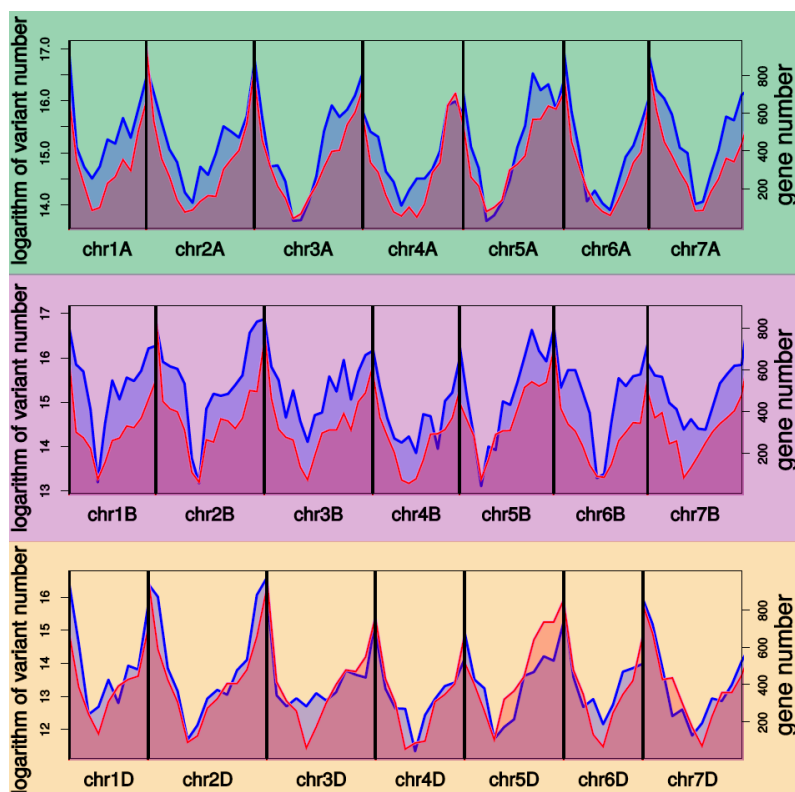 logarithm of variant number
17.0
16.0
15.0
14.0
800
600
400
200
gene number
chr1A chr2A chr3A chr4A chr5A chr6A chr7A
logarithm of variant number
17
16
15
14
13
800
600
400
200
gene number
chr1B chr2B chr3B chr4B chr5B chr6B chr7B
logarithm of variant number
16
15
14
13
12
800
600
400
200
gene number
chr1D chr2D chr3D chr4D chr5D chr6D chr7D